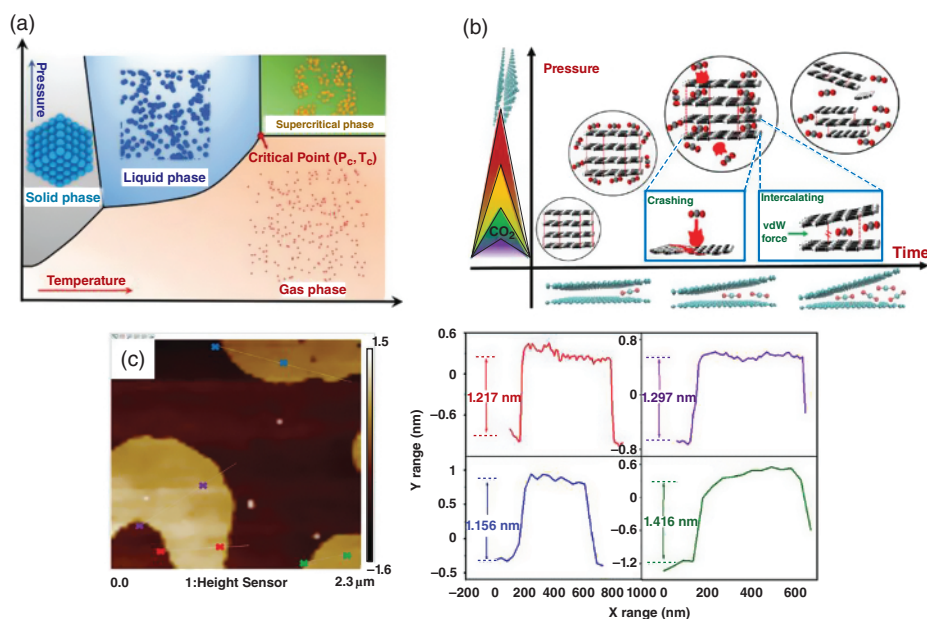 (a)
Pressure
Solid phase
Liquid phase
Supercritical phase
Critical Point (Pc,Tc)
Gas phase
Temperature
(b)
Pressure
CO2
Crashing
Intercalating
vdW
force
Time
(c)
1.5
−1.6
0.0
1:Height Sensor
2.3 μm
Y range (nm)
0.6
0
−0.6
1.217 nm
0.8
0
−0.8
1.297 nm
1
0
−0.5
1.156 nm
0.6
0
−0.6
−1.2
1.416 nm
−200 0 200 400 600 800 1000
0 200 400 600
X range (nm)